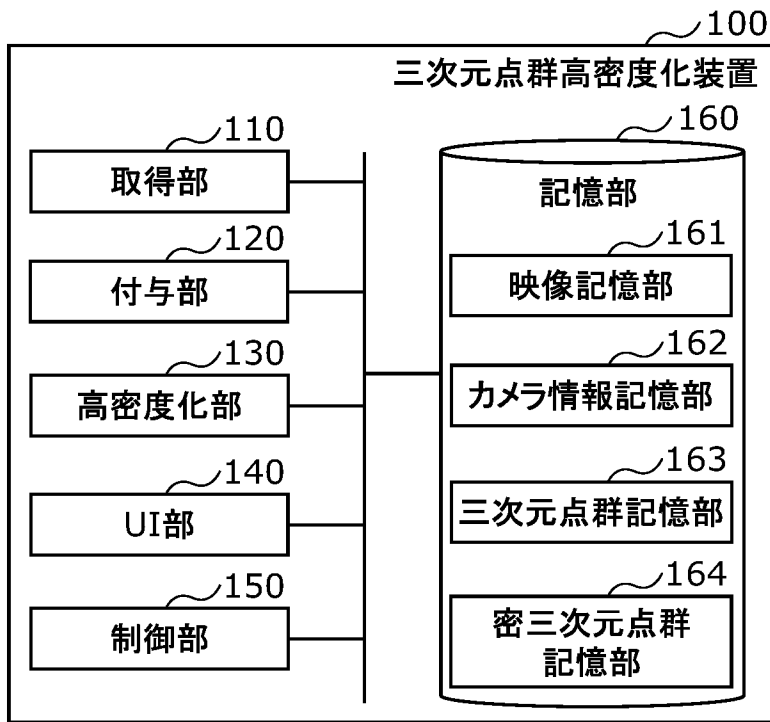 100
三次元点群高密度化装置
110
取得部
120
付与部
130
高密度化部
140
UI部
150
制御部
160
記憶部
161
映像記憶部
162
カメラ情報記憶部
163
三次元点群記憶部
164
密三次元点群
記憶部